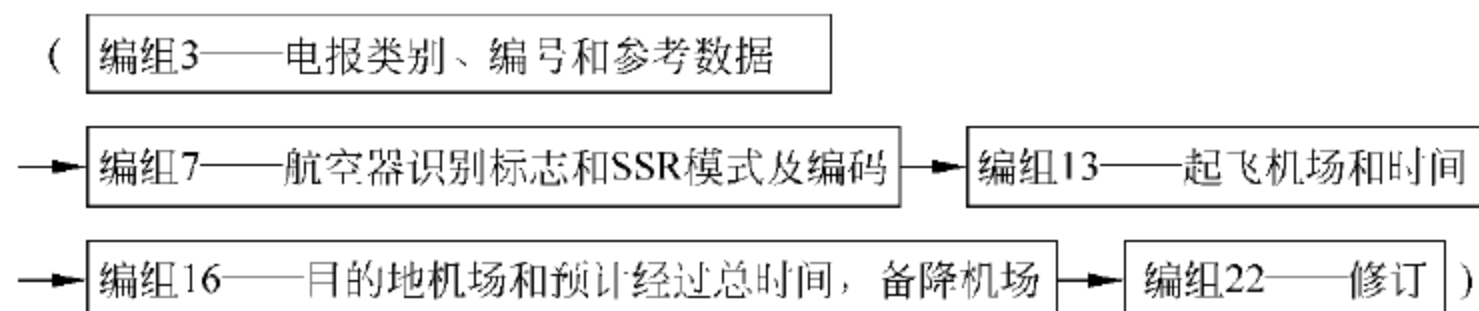 ( 编组3——电报类别、编号和参考数据
编组7——航空器识别标志和SSR模式及编码 编组13——起飞机场和时间
编组16——目的地机场和预计经过总时间，备降机场 编组22——修订 )